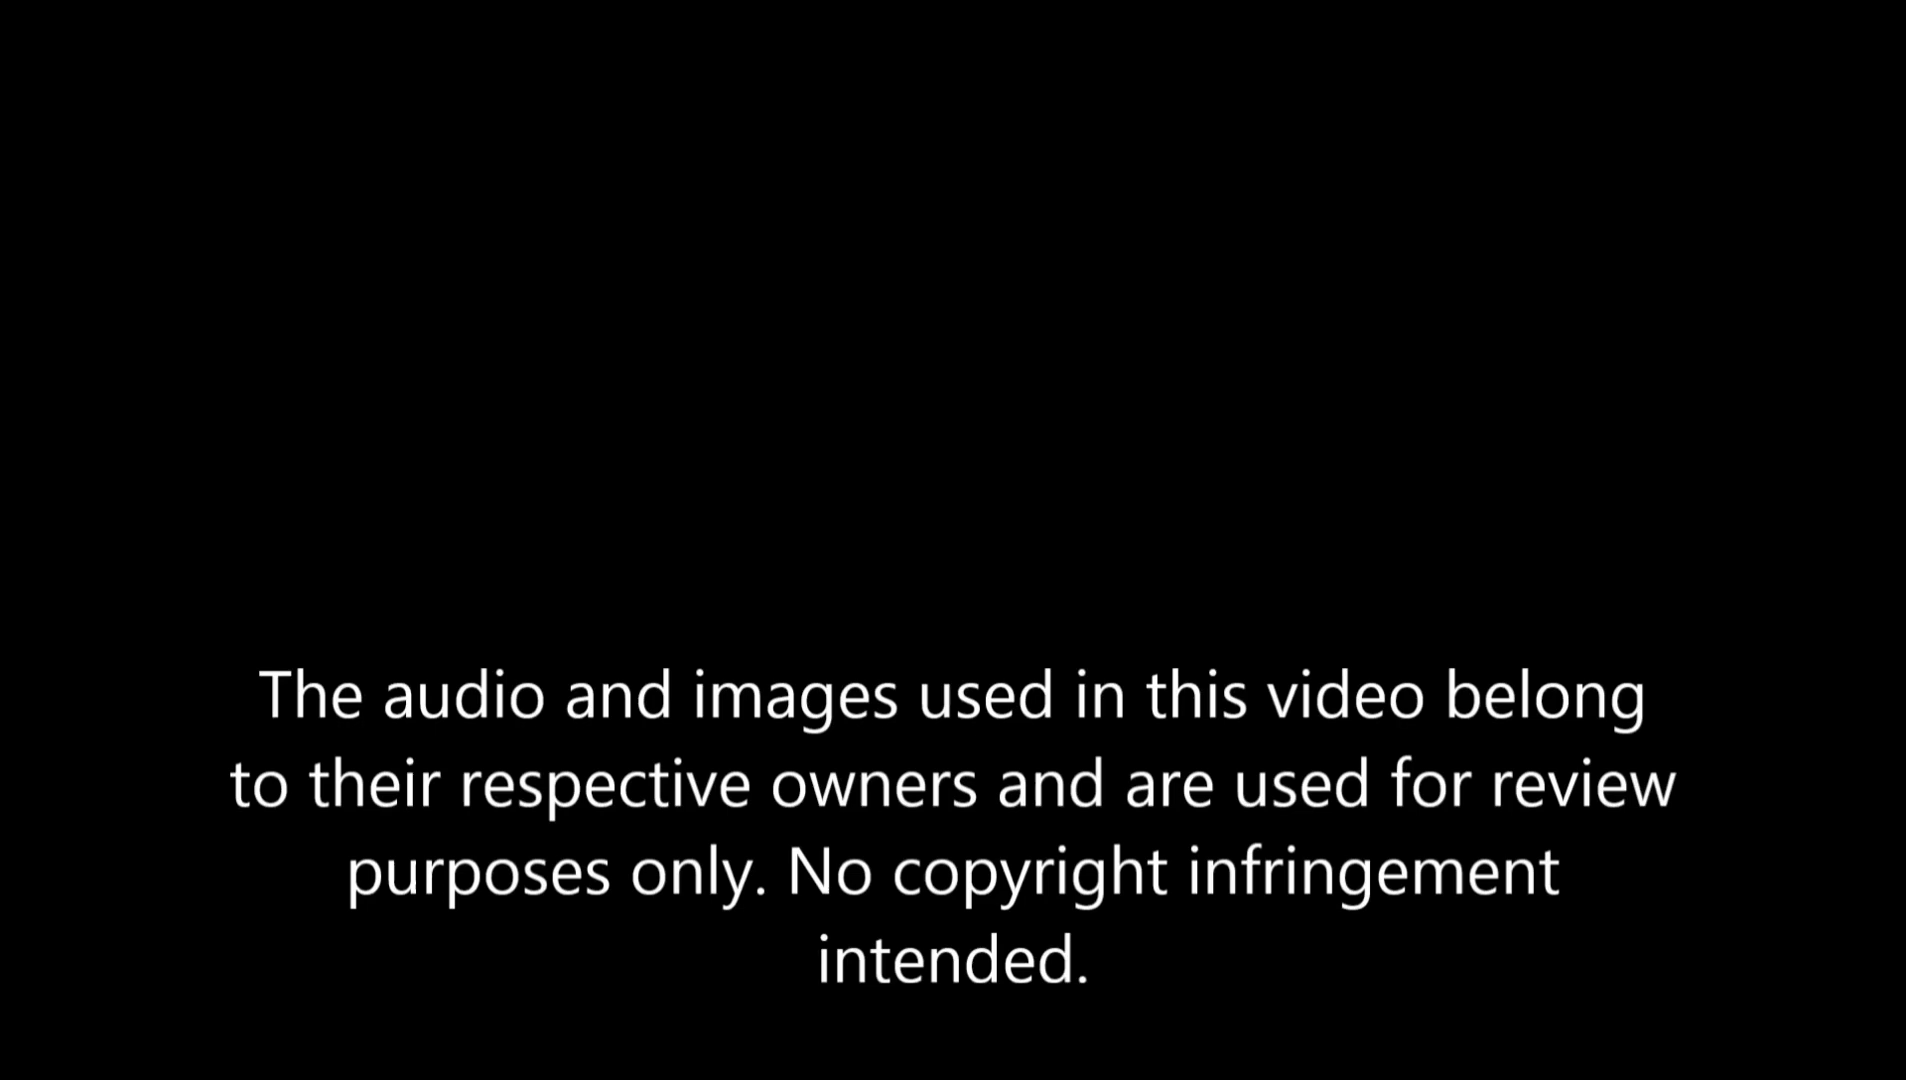 The audio and images used in this video belong
to their respective owners and are used for review
purposes only. No copyright infringement
intended.